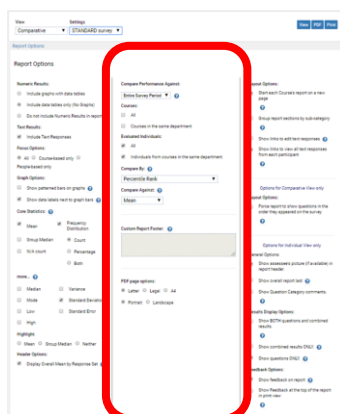 View
Settings
Comparative
STANDARD survey
View
PDF
Print
Report Options
Report Options
Numeric Results:
Include graphs with data tables
Include data tables only (No Graphs)
Do not include Numeric Results in report
Text Results:
Include Text Responses
Focus Options:
All
Course-based only
People-based only
Graph Options:
Show patterned bars on graphs
Show data labels next to graph bars
Core Statistics:
Mean
Frequency Distribution
Group Median
Count
N/A count
Percentage
Both
more...
Median
Variance
Mode
Standard Deviation
Low
Standard Error
High
Highlight
Mean
Group Median
Neither
Header Options:
Display Overall Mean by Response Set
Compare Performance Against:
Entire Survey Period
Courses:
All
Courses in the same department
Evaluated Individuals:
All
Individuals from courses in the same department
Compare By:
Percentile Rank
Compare Against:
Mean
Custom Report Footer:
PDF page options:
Letter
Legal
A4
Portrait
Landscape
Options:
Start each Course's report on a new
page
Group report sections by sub-category
Show links to edit text responses
Show links to view all text responses
from each participant
Options for Comparative View only
Options:
Force report to show questions in the
order they appeared on the survey
Options for Individual View only
Options:
Show assessee's picture (if available) in
report header
Show overall report text
Show Question Category comments
Display Options:
Show BOTH questions and combined
results
Show combined results ONLY
Show questions ONLY
Options:
Show feedback on report
Show Feedback at the top of the report
in print view